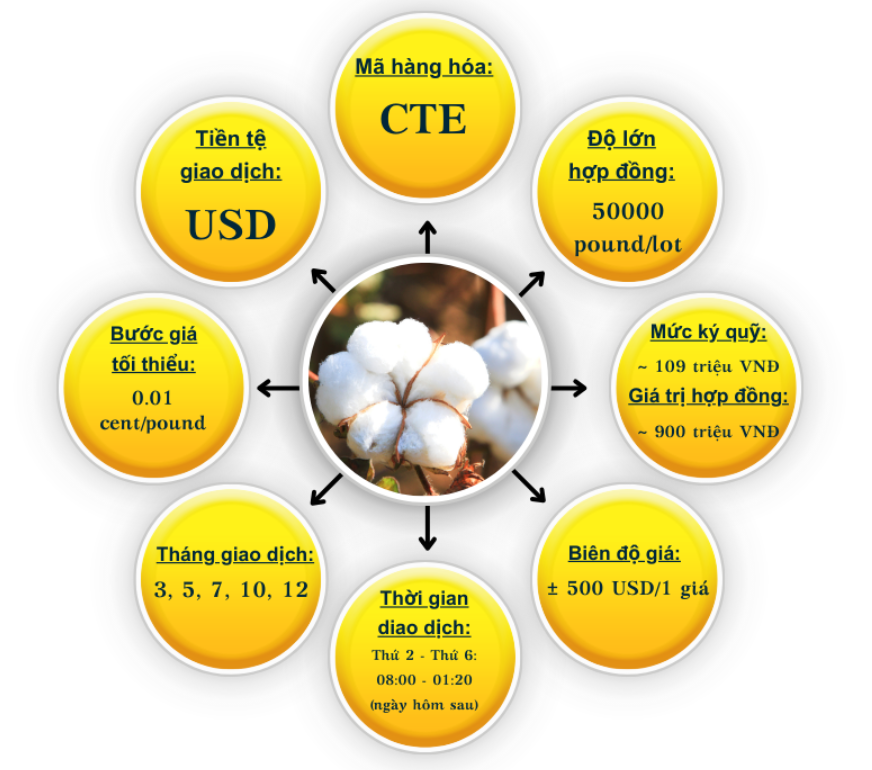 Mã hàng hóa:
CTE
Độ lớn
hợp đồng:
50000
pound/lot
Mức ký quỹ:
~ 109 triệu VNĐ
Giá trị hợp đồng:
~ 900 triệu VNĐ
Biên độ giá:
± 500 USD/1 giá
Thời gian
diao dịch:
Thứ 2 - Thứ 6:
08:00 - 01:20
(ngày hôm sau)
Tháng giao dịch:
3, 5, 7, 10, 12
Bước giá
tối thiểu:
0.01
cent/pound
Tiền tệ
giao dịch:
USD